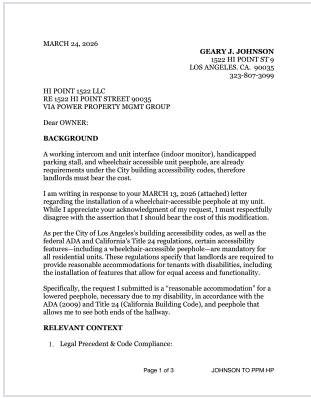 MARCH 24, 2026
GEARY J. JOHNSON
1522 HI POINT ST 9
LOS ANGELES. CA. 90035
323-807-3099
HI POINT 1522 LLC
RE 1522 HI POINT STREET 90035
VIA POWER PROPERTY MGMT GROUP
Dear OWNER:
BACKGROUND
A working intercom and unit interface (indoor monitor), handicapped
parking stall, and wheelchair accessible unit peephole, are already
requirements under the City building accessibility codes, therefore
landlords must bear the cost.
I am writing in response to your MARCH 13, 2026 (attached) letter
regarding the installation of a wheelchair-accessible peephole at my unit.
While I appreciate your acknowledgment of my request, I must respectfully
disagree with the assertion that I should bear the cost of this modification.
As per the City of Los Angeles's building accessibility codes, as well as the
federal ADA and California's Title 24 regulations, certain accessibility
features—including a wheelchair-accessible peephole—are mandatory for
all residential units. These regulations specify that landlords are required to
provide reasonable accommodations for tenants with disabilities, including
the installation of features that allow for equal access and functionality.
Specifically, the request I submitted is a "reasonable accommodation" for a
lowered peephole, necessary due to my disability, in accordance with the
ADA (2009) and Title 24 (California Building Code), and peephole that
allows me to see both ends of the hallway.
RELEVANT CONTEXT
1. Legal Precedent & Code Compliance:
Page 1 of 3 JOHNSON TO PPM HP